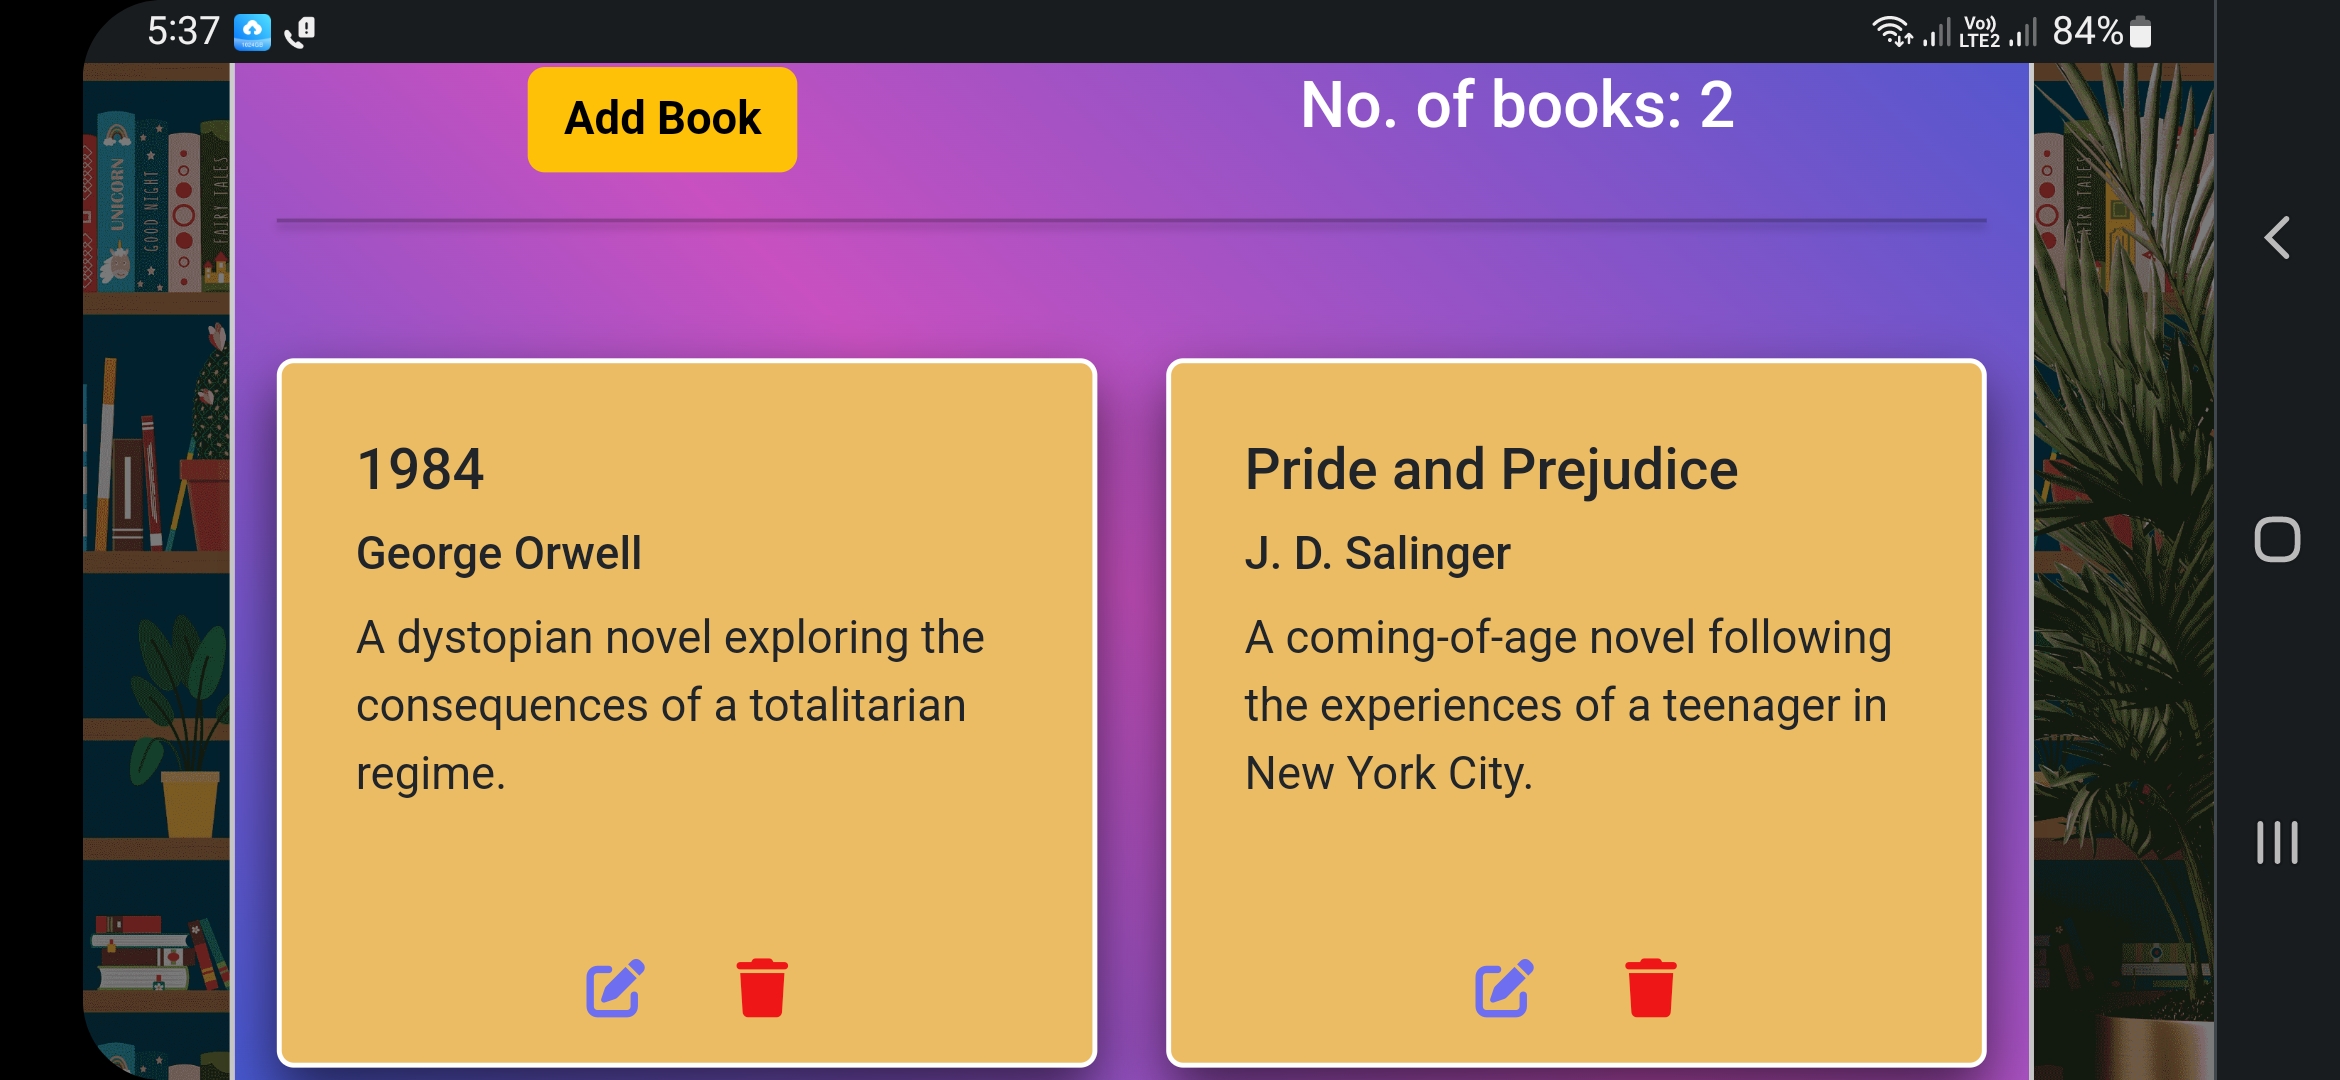 5:37
Vo))
LTE2
84%
Add Book
No. of books: 2
UNICORN
GOOD NIGHT
FAIRY TALES
FAIRY TALES
1984
George Orwell
A dystopian novel exploring the
consequences of a totalitarian
regime.
Pride and Prejudice
J. D. Salinger
A coming-of-age novel following
the experiences of a teenager in
New York City.